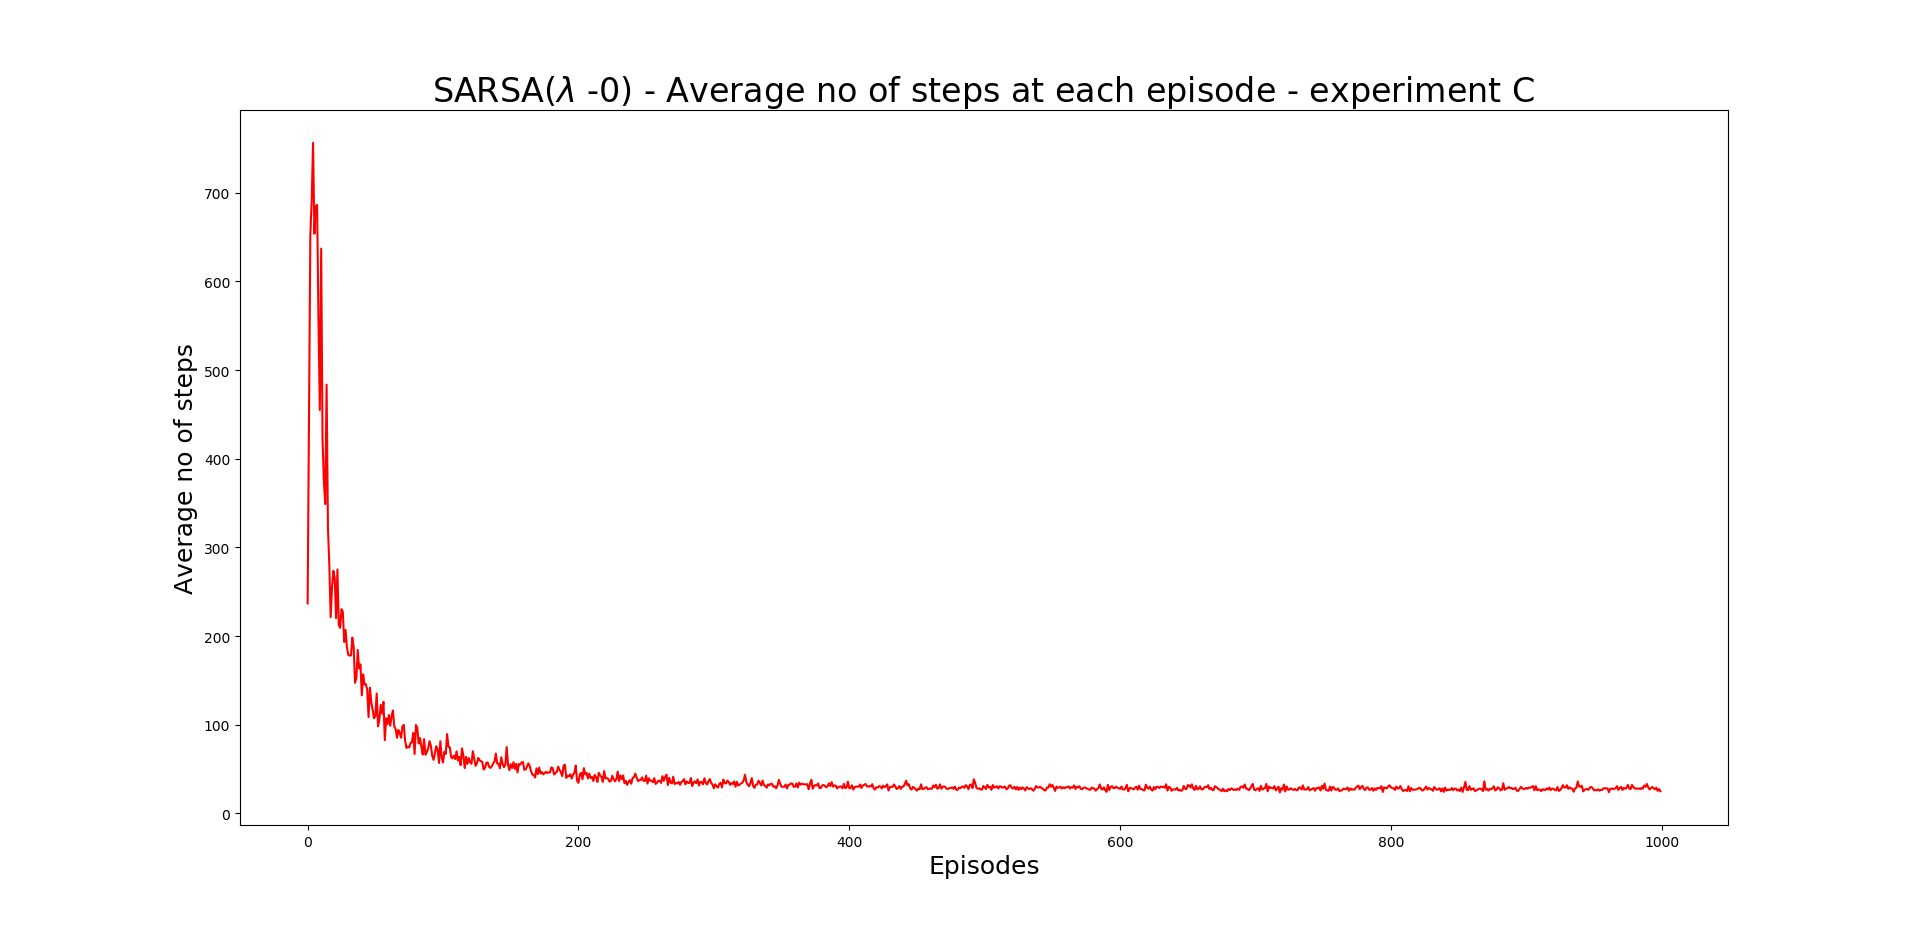 SARSA(λ -0) - Average no of steps at each episode - experiment C
Average no of steps
700
600
500
400
300
200
100
0
0 200 400 600 800 1000
Episodes